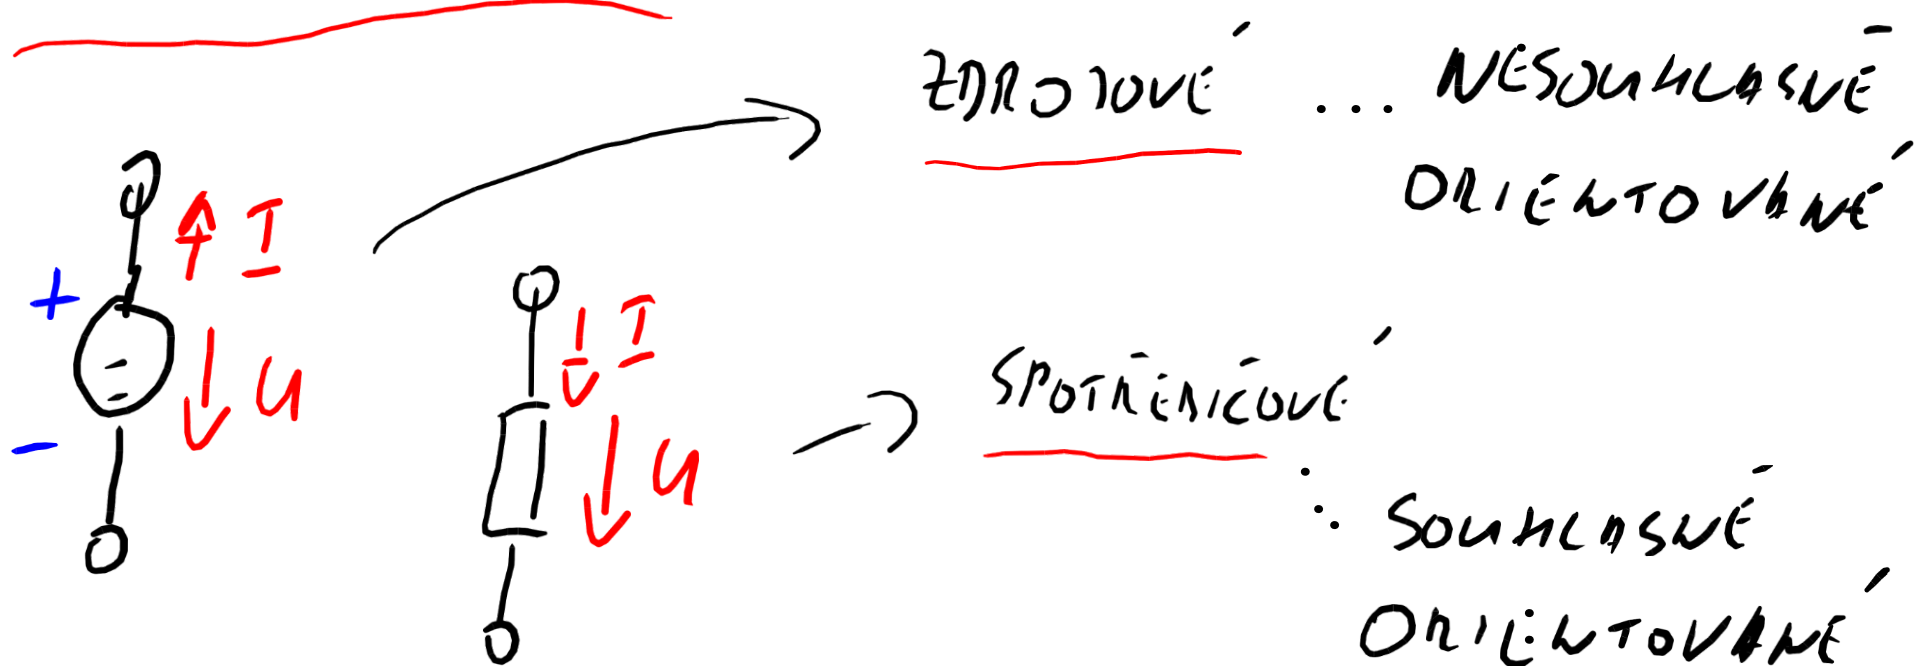 ZDROJOVÉ ... NESOUHLASNĚ
ORIENTOVANÉ
I
+
U
-
I
U
SPOTŘEBIČOVÉ
SOUHLASNĚ
ORIENTOVANÉ